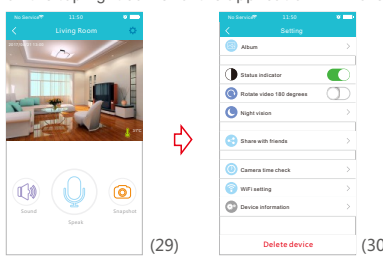 No Service 11:50
Living Room
27C
Sound
Speak
Snapshot
(29)
No Service 11:50
Setting
Album
Status indicator
Rotate video 180 degrees
Night vision
Share with friends
Camera time check
WiFi setting
Device information
Delete device
(30